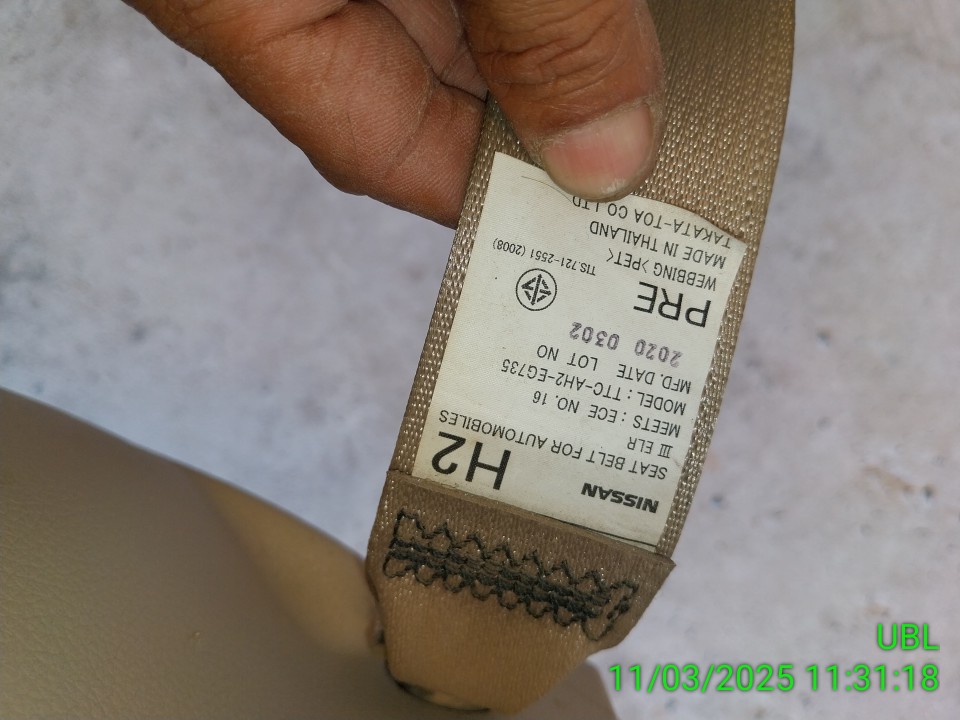 NISSAN
H2
SEAT BELT FOR AUTOMOBILES
III ELR
MEETS : ECE NO. 16
MODEL : TTC-AH2-EG735
MFD. DATE LOT NO
2020 0302
PRE
WEBBING >PET<
TIS.721-2551 (2008)
MADE IN THAILAND
TAKATA-TOA CO LTD
UBL
11/03/2025 11:31:18